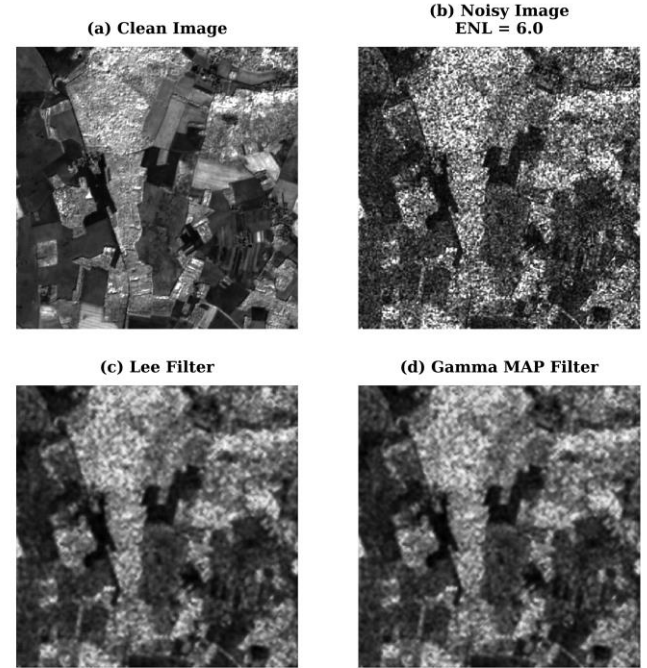 (a) Clean Image
(b) Noisy Image
ENL = 6.0
(c) Lee Filter
(d) Gamma MAP Filter